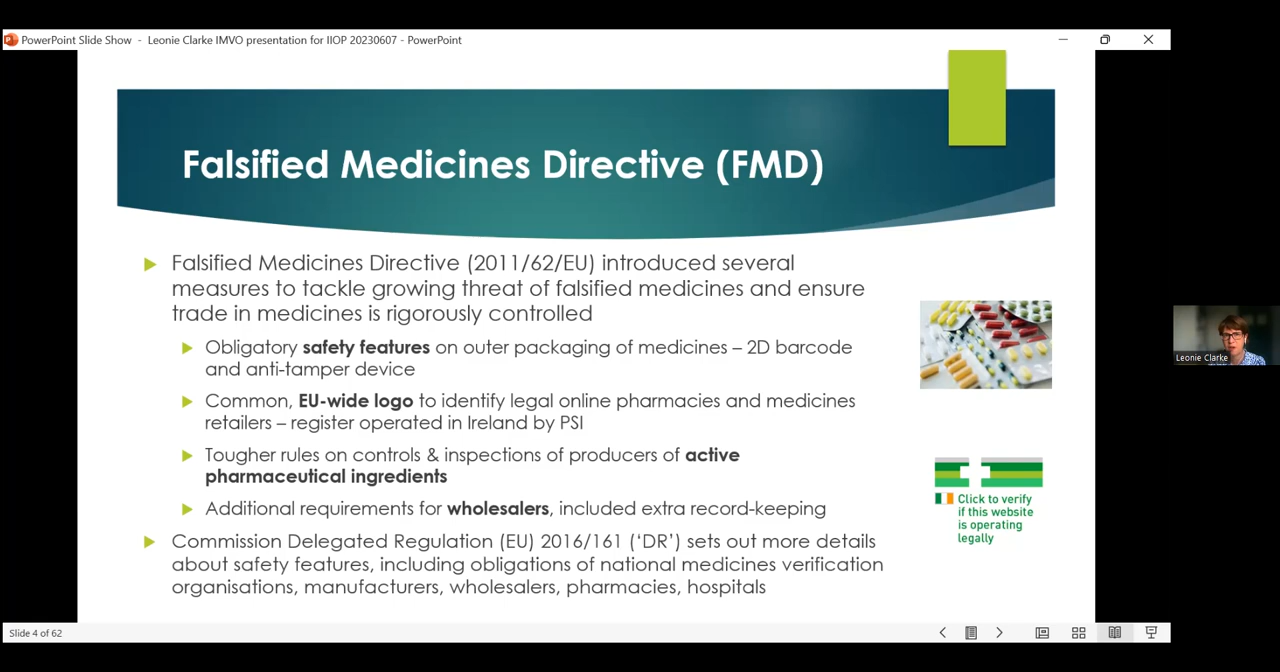 PowerPoint Slide Show - Leonie Clarke IMVO presentation for IIOP 20230607 - PowerPoint
Falsified Medicines Directive (FMD)
Falsified Medicines Directive (2011/62/EU) introduced several
measures to tackle growing threat of falsified medicines and ensure
trade in medicines is rigorously controlled
Obligatory safety features on outer packaging of medicines – 2D barcode
and anti-tamper device
Common, EU-wide logo to identify legal online pharmacies and medicines
retailers – register operated in Ireland by PSI
Tougher rules on controls & inspections of producers of active
pharmaceutical ingredients
Additional requirements for wholesalers, included extra record-keeping
Commission Delegated Regulation (EU) 2016/161 (‘DR’) sets out more details
about safety features, including obligations of national medicines verification
organisations, manufacturers, wholesalers, pharmacies, hospitals
Click to verify
if this website
is operating
legally
Leonie Clarke
Slide 4 of 62